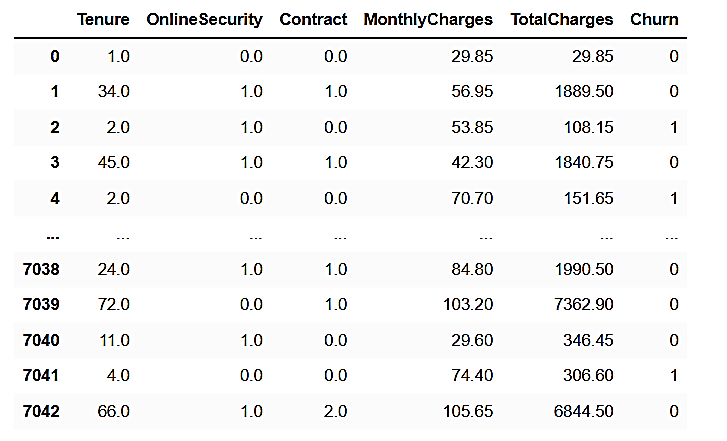 Tenure OnlineSecurity Contract MonthlyCharges TotalCharges Churn
0 1.0 0.0 0.0 29.85 29.85 0
1 34.0 1.0 1.0 56.95 1889.50 0
2 2.0 1.0 0.0 53.85 108.15 1
3 45.0 1.0 1.0 42.30 1840.75 0
4 2.0 0.0 0.0 70.70 151.65 1
... ... ... ... ... ... ...
7038 24.0 1.0 1.0 84.80 1990.50 0
7039 72.0 0.0 1.0 103.20 7362.90 0
7040 11.0 1.0 0.0 29.60 346.45 0
7041 4.0 0.0 0.0 74.40 306.60 1
7042 66.0 1.0 2.0 105.65 6844.50 0